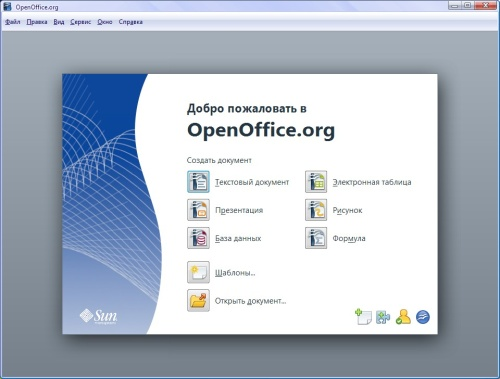 OpenOffice.org
Файл Правка Вид Сервис Окно Справка
Добро пожаловать в
OpenOffice.org
Создать документ
Текстовый документ Электронная таблица
Презентация Рисунок
База данных Формула
Шаблоны...
Открыть документ...
Sun